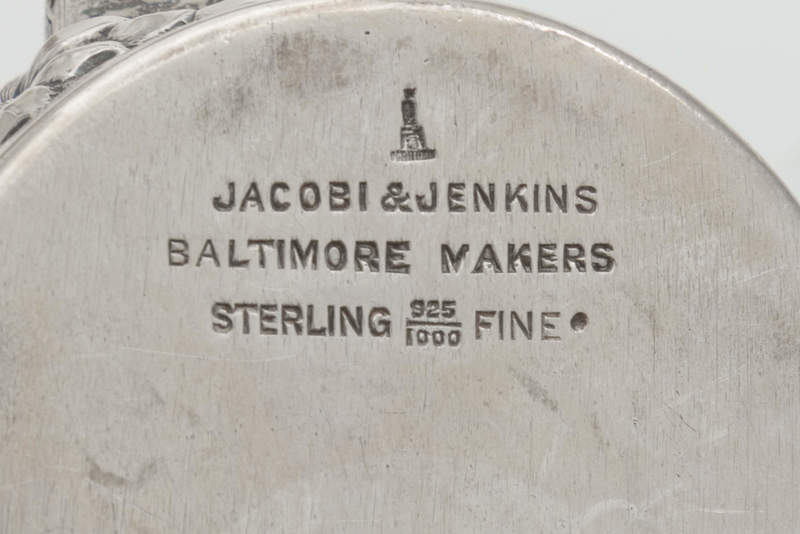 JACOBI & JENKINS
BALTIMORE MAKERS
STERLING 925/1000 FINE